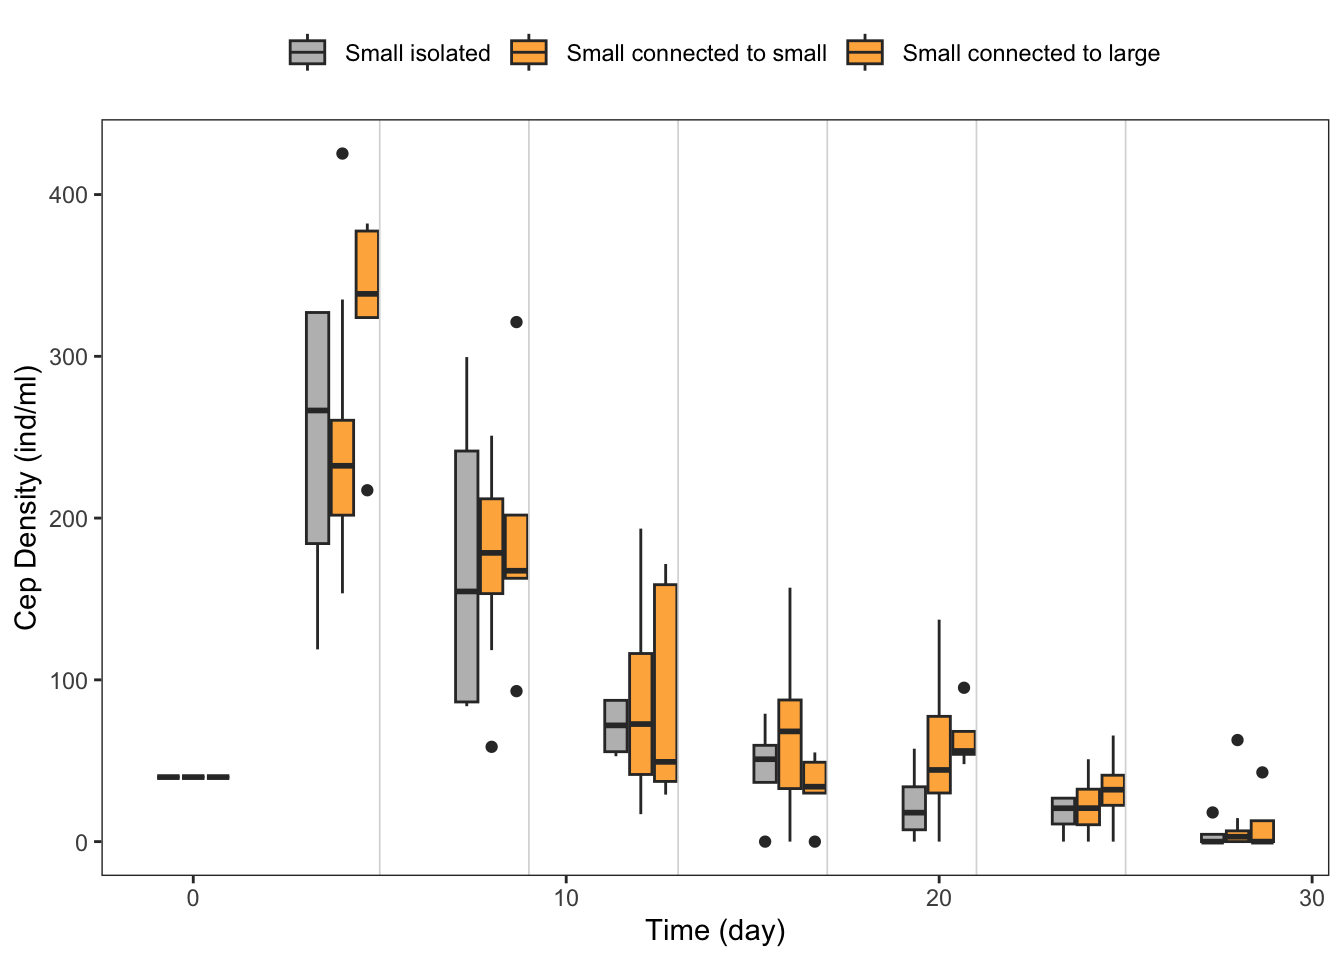 Small isolated Small connected to small Small connected to large
400
300
200
100
0
Cep Density (ind/ml)
0 10 20 30
Time (day)